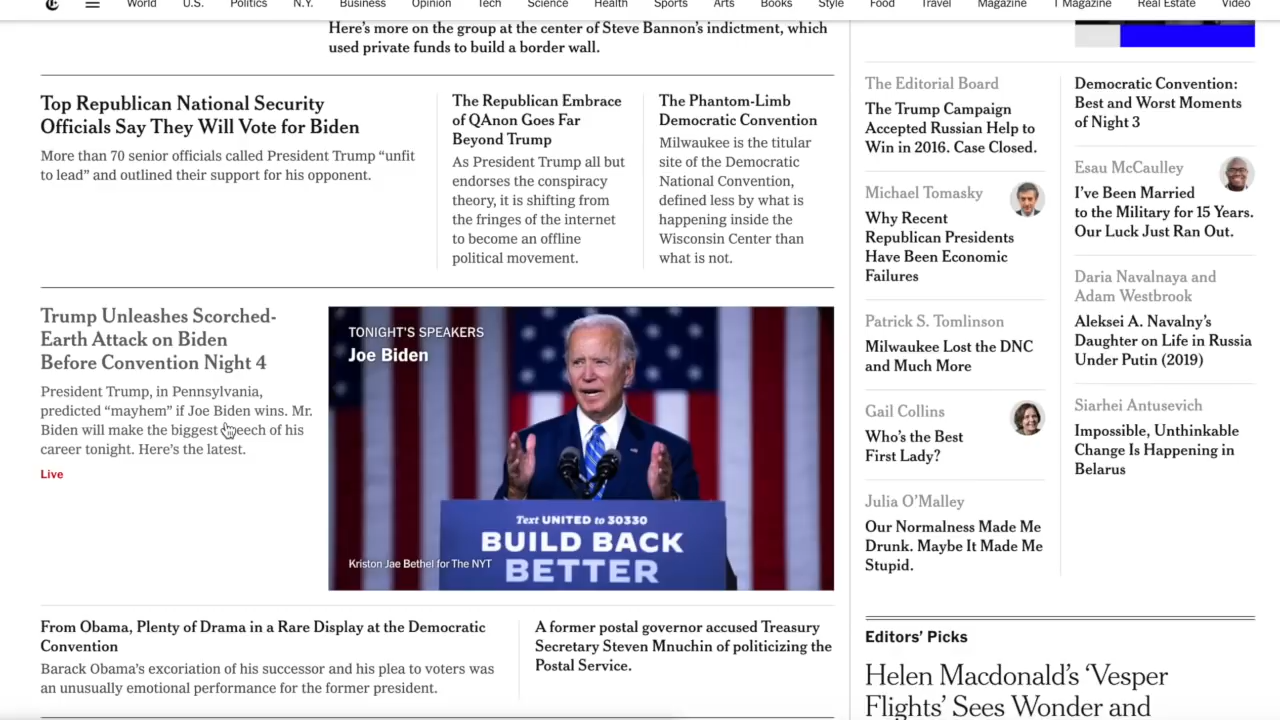 World U.S. Politics N.Y. Business Opinion Tech Science Health Sports Arts Books Style Food Travel Magazine T Magazine Real Estate Video
Here's more on the group at the center of Steve Bannon's indictment, which
used private funds to build a border wall.
Top Republican National Security
Officials Say They Will Vote for Biden
More than 70 senior officials called President Trump “unfit
to lead” and outlined their support for his opponent.
The Republican Embrace
of QAnon Goes Far
Beyond Trump
As President Trump all but
endorses the conspiracy
theory, it is shifting from
the fringes of the internet
to become an offline
political movement.
The Phantom-Limb
Democratic Convention
Milwaukee is the titular
site of the Democratic
National Convention,
defined less by what is
happening inside the
Wisconsin Center than
what is not.
Trump Unleashes Scorched-
Earth Attack on Biden
Before Convention Night 4
President Trump, in Pennsylvania,
predicted “mayhem” if Joe Biden wins. Mr.
Biden will make the biggest speech of his
career tonight. Here's the latest.
Live
TONIGHT'S SPEAKERS
Joe Biden
Text UNITED to 30330
BUILD BACK
BETTER
Kriston Jae Bethel for The NYT
From Obama, Plenty of Drama in a Rare Display at the Democratic
Convention
Barack Obama's excoriation of his successor and his plea to voters was
an unusually emotional performance for the former president.
A former postal governor accused Treasury
Secretary Steven Mnuchin of politicizing the
Postal Service.
The Editorial Board
The Trump Campaign
Accepted Russian Help to
Win in 2016. Case Closed.
Michael Tomasky
Why Recent
Republican Presidents
Have Been Economic
Failures
Patrick S. Tomlinson
Milwaukee Lost the DNC
and Much More
Gail Collins
Who's the Best
First Lady?
Julia O'Malley
Our Normalness Made Me
Drunk. Maybe It Made Me
Stupid.
Democratic Convention:
Best and Worst Moments
of Night 3
Esau McCaulley
I've Been Married
to the Military for 15 Years.
Our Luck Just Ran Out.
Daria Navalnaya and
Adam Westbrook
Aleksei A. Navalny's
Daughter on Life in Russia
Under Putin (2019)
Siarhei Antusevich
Impossible, Unthinkable
Change Is Happening in
Belarus
Editors' Picks
Helen Macdonald's ‘Vesper
Flights’ Sees Wonder and